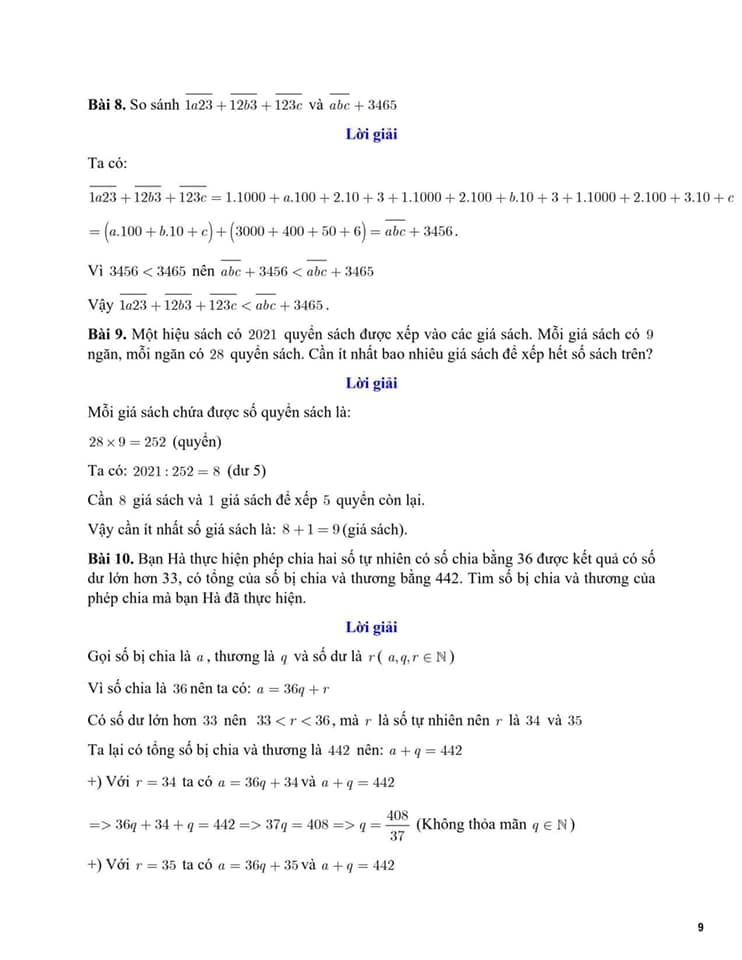 Bài 8. So sánh \overline{1a23} + \overline{12b3} + \overline{123c} và \overline{abc} + 3465
Lời giải
Ta có:
\overline{1a23} + \overline{12b3} + \overline{123c} = 1.1000 + a.100 + 2.10 + 3 + 1.1000 + 2.100 + b.10 + 3 + 1.1000 + 2.100 + 3.10 + c
= (a.100 + b.10 + c) + (3000 + 400 + 50 + 6) = \overline{abc} + 3456.
Vì 3456 < 3465 nên \overline{abc} + 3456 < \overline{abc} + 3465
Vậy \overline{1a23} + \overline{12b3} + \overline{123c} < \overline{abc} + 3465.
Bài 9. Một hiệu sách có 2021 quyển sách được xếp vào các giá sách. Mỗi giá sách có 9
ngăn, mỗi ngăn có 28 quyển sách. Cần ít nhất bao nhiêu giá sách để xếp hết số sách trên?
Lời giải
Mỗi giá sách chứa được số quyển sách là:
28 × 9 = 252 (quyển)
Ta có: 2021 : 252 = 8 (dư 5)
Cần 8 giá sách và 1 giá sách để xếp 5 quyển còn lại.
Vậy cần ít nhất số giá sách là: 8 + 1 = 9 (giá sách).
Bài 10. Bạn Hà thực hiện phép chia hai số tự nhiên có số chia bằng 36 được kết quả có số
dư lớn hơn 33, có tổng của số bị chia và thương bằng 442. Tìm số bị chia và thương của
phép chia mà bạn Hà đã thực hiện.
Lời giải
Gọi số bị chia là a, thương là q và số dư là r ( a, q, r ∈ ℕ )
Vì số chia là 36 nên ta có: a = 36q + r
Có số dư lớn hơn 33 nên 33 < r < 36, mà r là số tự nhiên nên r là 34 và 35
Ta lại có tổng số bị chia và thương là 442 nên: a + q = 442
+) Với r = 34 ta có a = 36q + 34 và a + q = 442
=> 36q + 34 + q = 442 => 37q = 408 => q = \frac{408}{37} (Không thỏa mãn q ∈ ℕ )
+) Với r = 35 ta có a = 36q + 35 và a + q = 442
9